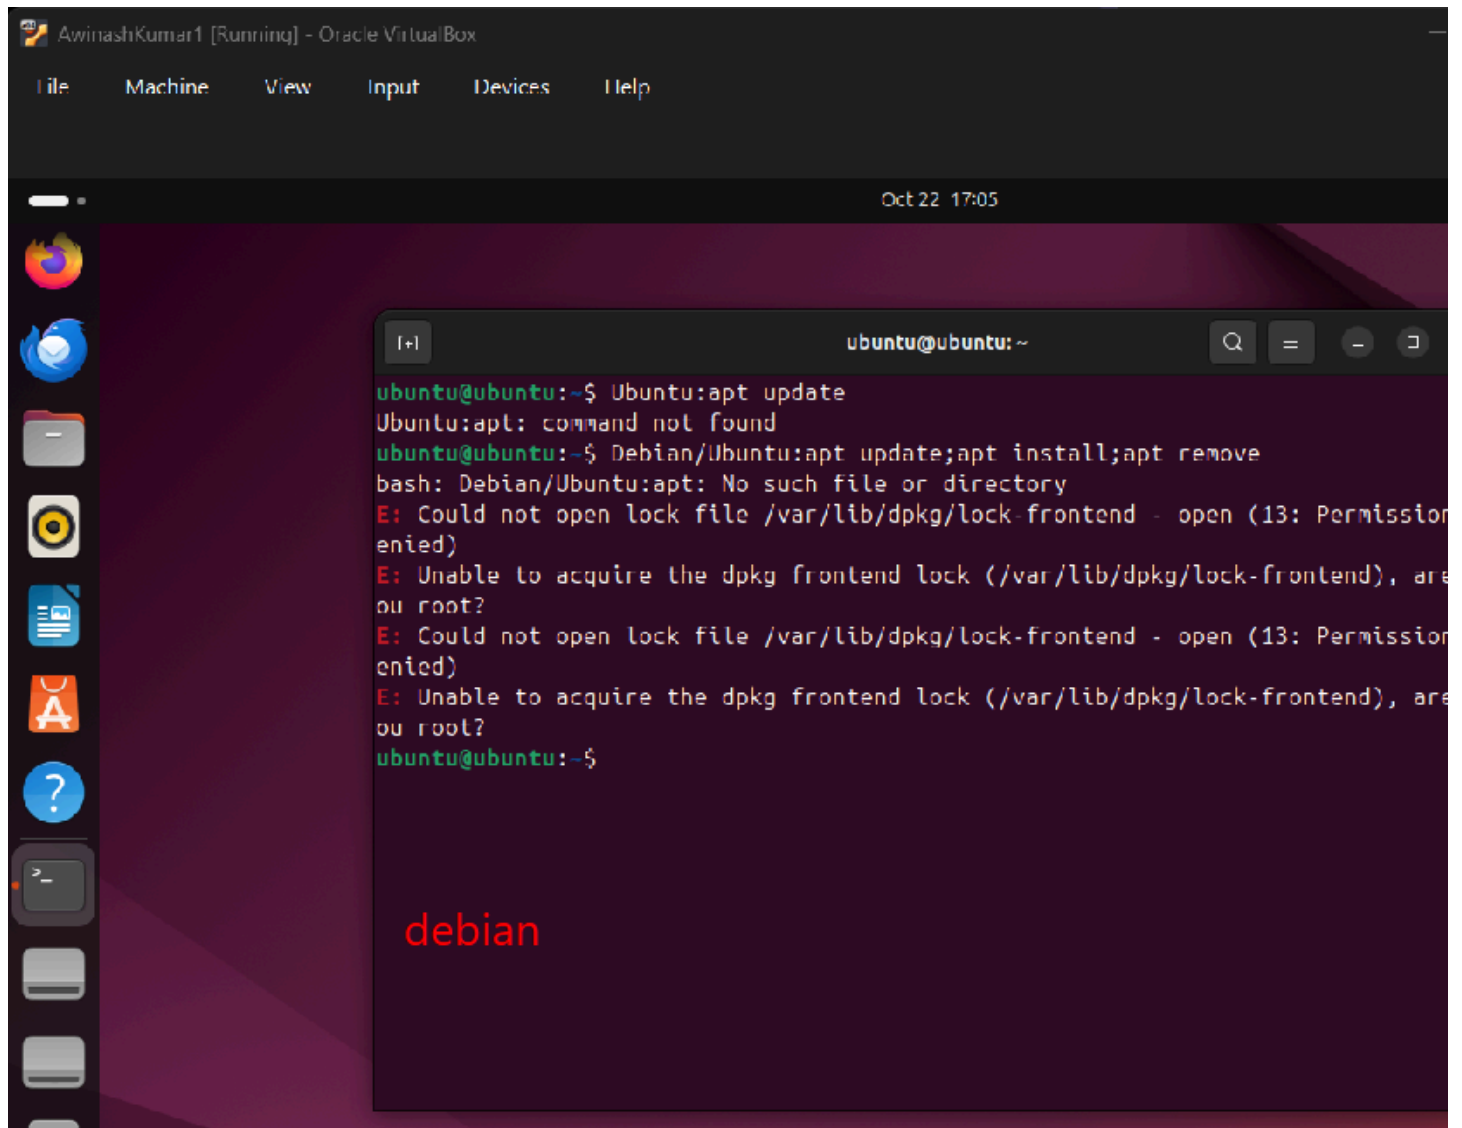 AwinashKumar1 [Running] - Oracle VirtualBox
File Machine View Input Devices Help
Oct 22 17:05
ubuntu@ubuntu: ~
ubuntu@ubuntu:~$ Ubuntu:apt update
Ubuntu:apt: command not found
ubuntu@ubuntu:~$ Debian/Ubuntu:apt update;apt install;apt remove
bash: Debian/Ubuntu:apt: No such file or directory
E: Could not open lock file /var/lib/dpkg/lock-frontend - open (13: Permission
enied)
E: Unable to acquire the dpkg frontend lock (/var/lib/dpkg/lock-frontend), are
ou root?
E: Could not open lock file /var/lib/dpkg/lock-frontend - open (13: Permission
enied)
E: Unable to acquire the dpkg frontend lock (/var/lib/dpkg/lock-frontend), are
ou root?
ubuntu@ubuntu:~$
debian